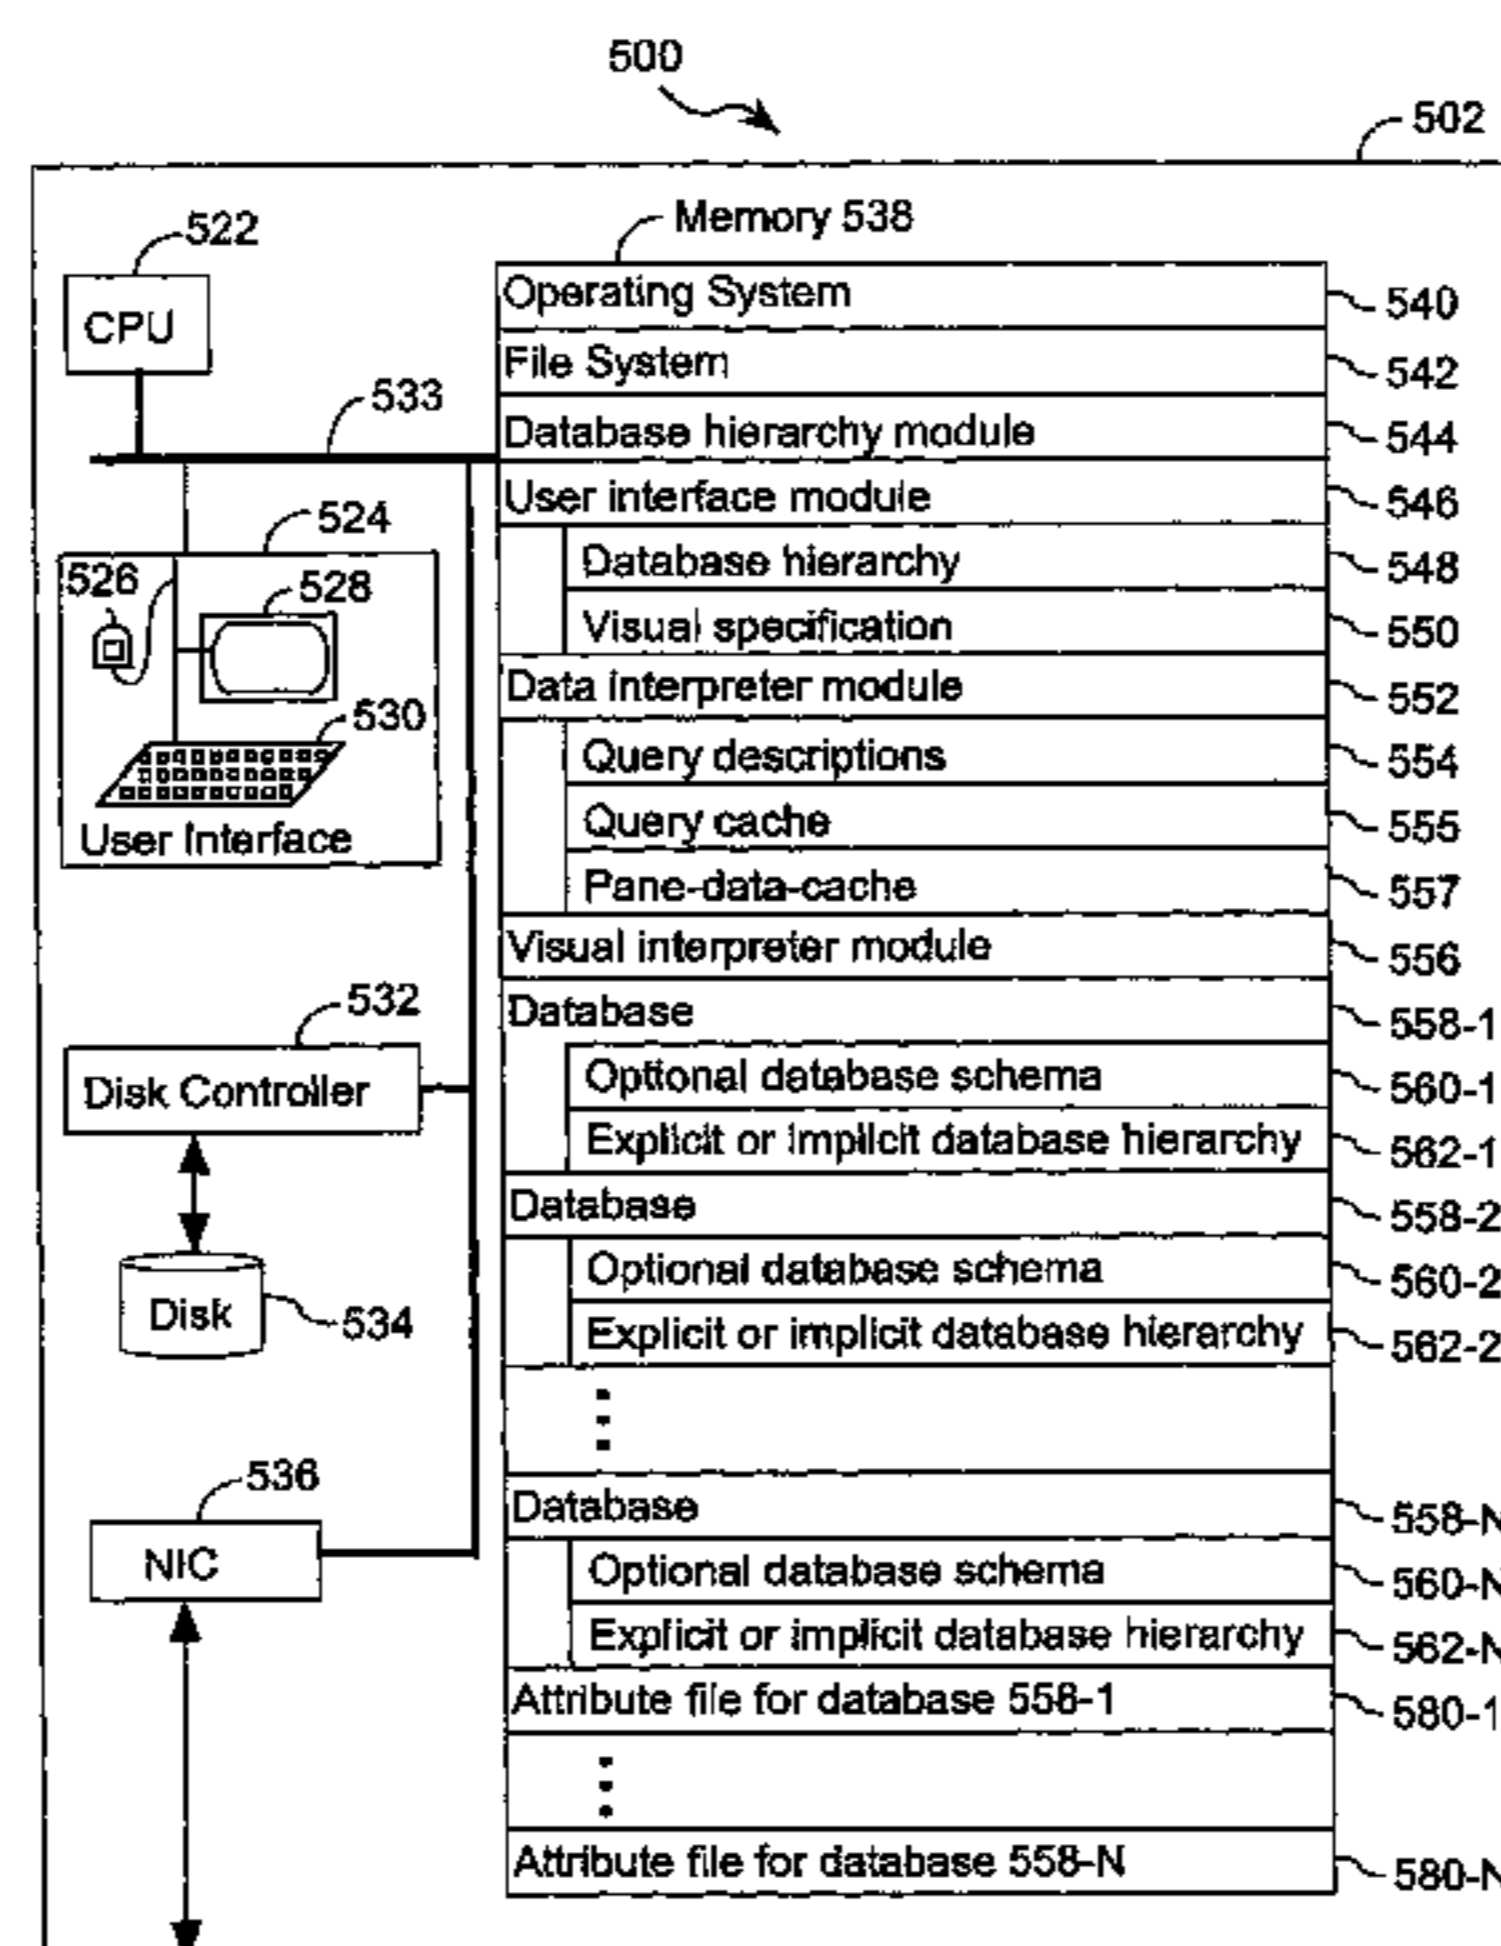 500
502
Memory 538
522
CPU
533
524
526
528
530
User Interface
532
Disk Controller
Disk
534
536
NIC
Operating System 540
File System 542
Database hierarchy module 544
User interface module 546
Database hierarchy 548
Visual specification 550
Data interpreter module 552
Query descriptions 554
Query cache 555
Pane-data-cache 557
Visual interpreter module 556
Database 558-1
Optional database schema 560-1
Explicit or implicit database hierarchy 562-1
Database 558-2
Optional database schema 560-2
Explicit or implicit database hierarchy 562-2
Database 558-N
Optional database schema 560-N
Explicit or implicit database hierarchy 562-N
Attribute file for database 558-1 580-1
Attribute file for database 558-N 580-N